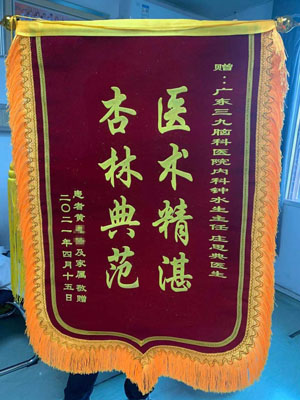 赠：广东三九脑科医院内科钟水生主任 庄思典医生
医术精湛
杏林典范
患者黄 及家属 敬赠
二〇二一年四月十五日